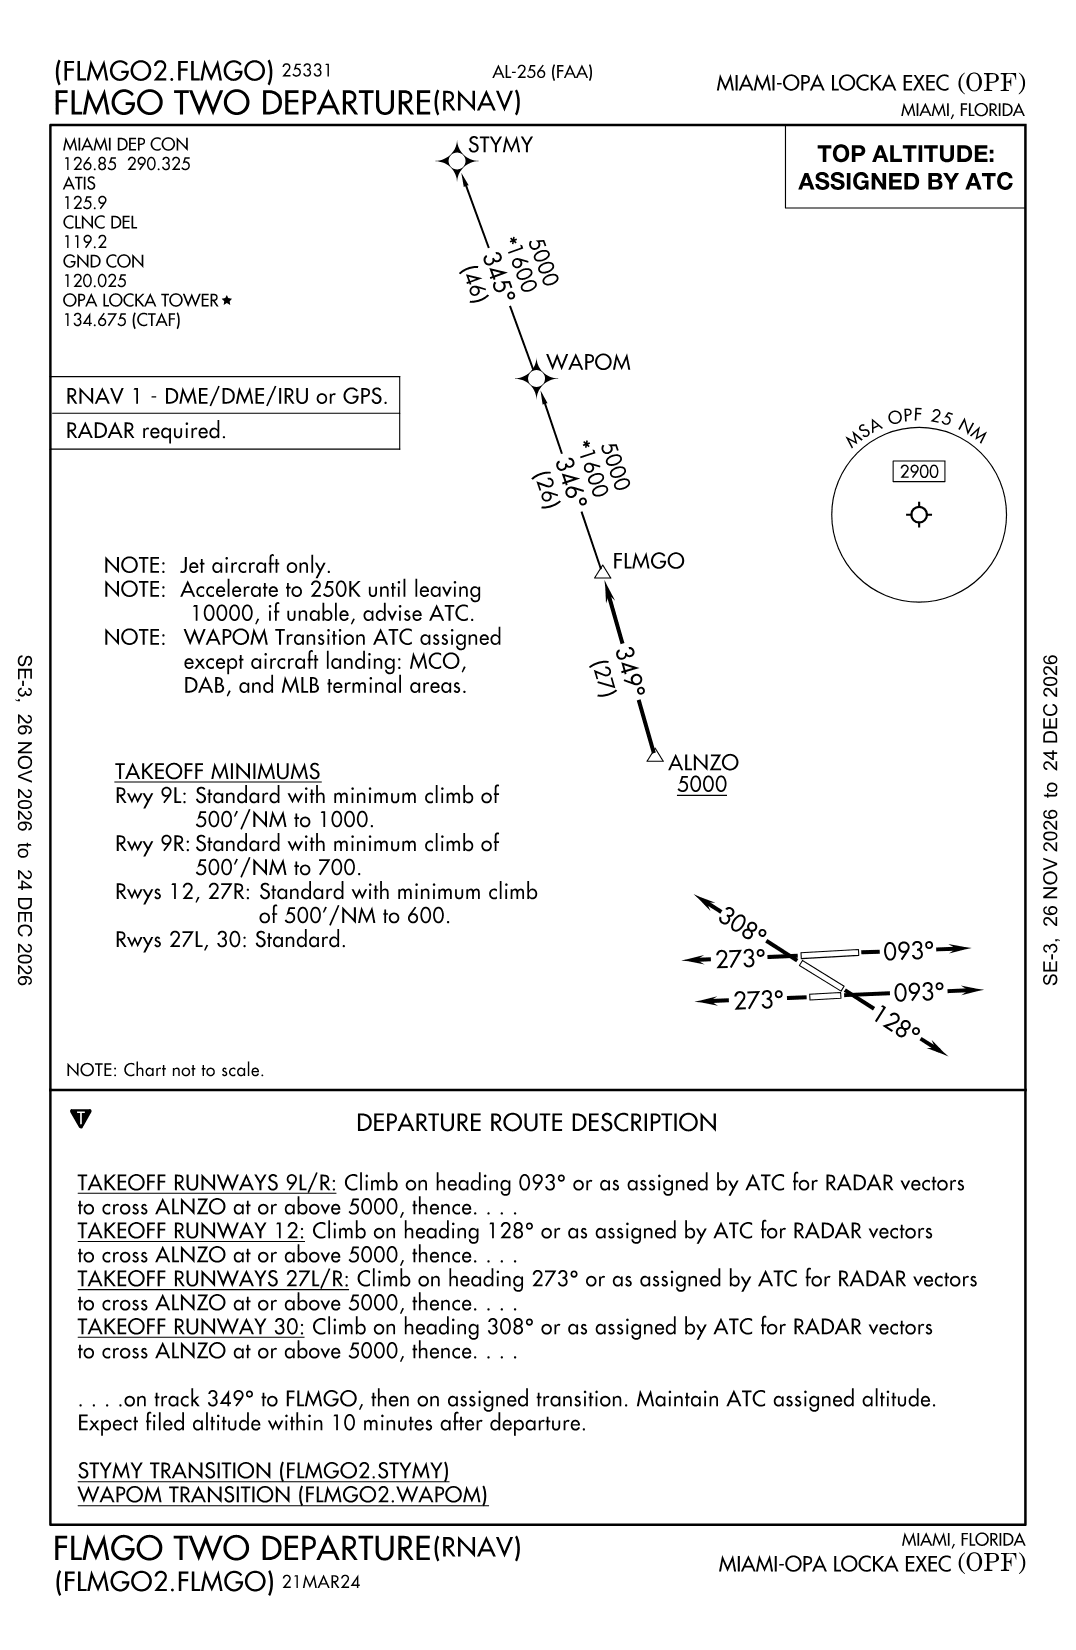 (FLMGO2.FLMGO) 25331
AL-256 (FAA)
MIAMI-OPA LOCKA EXEC (OPF)
FLMGO TWO DEPARTURE(RNAV)
MIAMI, FLORIDA
MIAMI DEP CON
126.85 290.325
ATIS
125.9
CLNC DEL
119.2
GND CON
120.025
OPA LOCKA TOWER★
134.675 (CTAF)
TOP ALTITUDE:
ASSIGNED BY ATC
STYMY
5000
*1600
345°
(46)
WAPOM
RNAV 1 - DME/DME/IRU or GPS.
RADAR required.
5000
*1600
346°
(26)
MSA OPF 25 NM
2900
FLMGO
NOTE: Jet aircraft only.
NOTE: Accelerate to 250K until leaving
10000, if unable, advise ATC.
NOTE: WAPOM Transition ATC assigned
except aircraft landing: MCO,
DAB, and MLB terminal areas.
349°
(27)
ALNZO
5000
TAKEOFF MINIMUMS
Rwy 9L: Standard with minimum climb of
500'/NM to 1000.
Rwy 9R: Standard with minimum climb of
500'/NM to 700.
Rwys 12, 27R: Standard with minimum climb
of 500'/NM to 600.
Rwys 27L, 30: Standard.
308°
273°
093°
273°
093°
128°
NOTE: Chart not to scale.
SE-3, 26 NOV 2026 to 24 DEC 2026
SE-3, 26 NOV 2026 to 24 DEC 2026
T
DEPARTURE ROUTE DESCRIPTION
TAKEOFF RUNWAYS 9L/R: Climb on heading 093° or as assigned by ATC for RADAR vectors
to cross ALNZO at or above 5000, thence. . . .
TAKEOFF RUNWAY 12: Climb on heading 128° or as assigned by ATC for RADAR vectors
to cross ALNZO at or above 5000, thence. . . .
TAKEOFF RUNWAYS 27L/R: Climb on heading 273° or as assigned by ATC for RADAR vectors
to cross ALNZO at or above 5000, thence. . . .
TAKEOFF RUNWAY 30: Climb on heading 308° or as assigned by ATC for RADAR vectors
to cross ALNZO at or above 5000, thence. . . .
. . . .on track 349° to FLMGO, then on assigned transition. Maintain ATC assigned altitude.
Expect filed altitude within 10 minutes after departure.
STYMY TRANSITION (FLMGO2.STYMY)
WAPOM TRANSITION (FLMGO2.WAPOM)
FLMGO TWO DEPARTURE(RNAV)
MIAMI, FLORIDA
MIAMI-OPA LOCKA EXEC (OPF)
(FLMGO2.FLMGO) 21MAR24